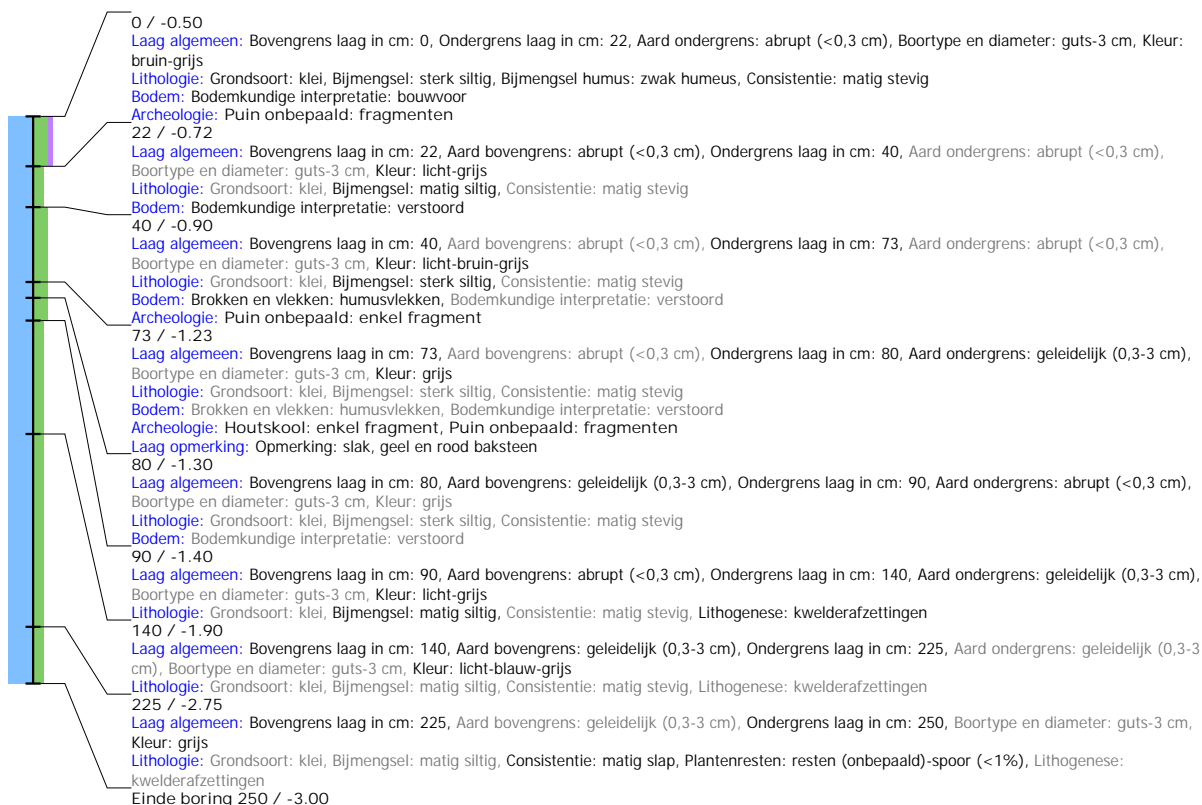 0 / -0.50
Laag algemeen: Bovengrens laag in cm: 0, Ondergrens laag in cm: 22, Aard ondergrens: abrupt (<0,3 cm), Boortype en diameter: guts-3 cm, Kleur:
bruin-grijs
Lithologie: Grondsoort: klei, Bijmengsel: sterk siltig, Bijmengsel humus: zwak humeus, Consistentie: matig stevig
Bodem: Bodemkundige interpretatie: bouwvoor
Archeologie: Puin onbepaald: fragmenten
22 / -0.72
Laag algemeen: Bovengrens laag in cm: 22, Aard bovengrens: abrupt (<0,3 cm), Ondergrens laag in cm: 40, Aard ondergrens: abrupt (<0,3 cm),
Boortype en diameter: guts-3 cm, Kleur: licht-grijs
Lithologie: Grondsoort: klei, Bijmengsel: matig siltig, Consistentie: matig stevig
Bodem: Bodemkundige interpretatie: verstoord
40 / -0.90
Laag algemeen: Bovengrens laag in cm: 40, Aard bovengrens: abrupt (<0,3 cm), Ondergrens laag in cm: 73, Aard ondergrens: abrupt (<0,3 cm),
Boortype en diameter: guts-3 cm, Kleur: licht-bruin-grijs
Lithologie: Grondsoort: klei, Bijmengsel: sterk siltig, Consistentie: matig stevig
Bodem: Brokken en vlekken: humusvlekken, Bodemkundige interpretatie: verstoord
Archeologie: Puin onbepaald: enkel fragment
73 / -1.23
Laag algemeen: Bovengrens laag in cm: 73, Aard bovengrens: abrupt (<0,3 cm), Ondergrens laag in cm: 80, Aard ondergrens: geleidelijk (0,3-3 cm),
Boortype en diameter: guts-3 cm, Kleur: grijs
Lithologie: Grondsoort: klei, Bijmengsel: sterk siltig, Consistentie: matig stevig
Bodem: Brokken en vlekken: humusvlekken, Bodemkundige interpretatie: verstoord
Archeologie: Houtskool: enkel fragment, Puin onbepaald: fragmenten
Laag opmerking: Opmerking: slak, geel en rood baksteen
80 / -1.30
Laag algemeen: Bovengrens laag in cm: 80, Aard bovengrens: geleidelijk (0,3-3 cm), Ondergrens laag in cm: 90, Aard ondergrens: abrupt (<0,3 cm),
Boortype en diameter: guts-3 cm, Kleur: grijs
Lithologie: Grondsoort: klei, Bijmengsel: sterk siltig, Consistentie: matig stevig
Bodem: Bodemkundige interpretatie: verstoord
90 / -1.40
Laag algemeen: Bovengrens laag in cm: 90, Aard bovengrens: abrupt (<0,3 cm), Ondergrens laag in cm: 140, Aard ondergrens: geleidelijk (0,3-3 cm),
Boortype en diameter: guts-3 cm, Kleur: licht-grijs
Lithologie: Grondsoort: klei, Bijmengsel: matig siltig, Consistentie: matig stevig, Lithogenese: kwelderafzettingen
140 / -1.90
Laag algemeen: Bovengrens laag in cm: 140, Aard bovengrens: geleidelijk (0,3-3 cm), Ondergrens laag in cm: 225, Aard ondergrens: geleidelijk (0,3-3
cm), Boortype en diameter: guts-3 cm, Kleur: licht-blauw-grijs
Lithologie: Grondsoort: klei, Bijmengsel: matig siltig, Consistentie: matig stevig, Lithogenese: kwelderafzettingen
225 / -2.75
Laag algemeen: Bovengrens laag in cm: 225, Aard bovengrens: geleidelijk (0,3-3 cm), Ondergrens laag in cm: 250, Boortype en diameter: guts-3 cm,
Kleur: grijs
Lithologie: Grondsoort: klei, Bijmengsel: matig siltig, Consistentie: matig slap, Plantenresten: resten (onbepaald)-spoor (<1%), Lithogenese:
kwelderafzettingen
Einde boring 250 / -3.00